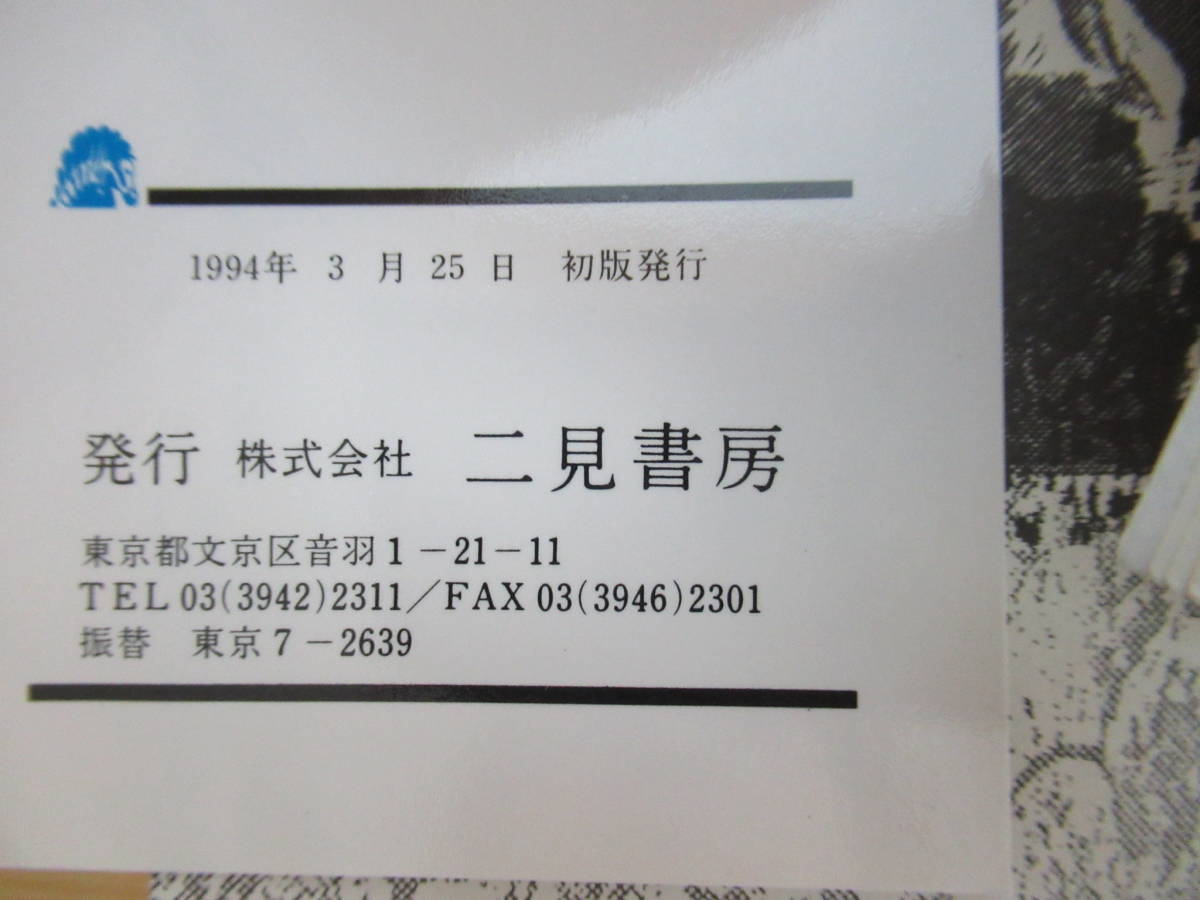 1994年 3 月 25 日 初版発行
発行 株式会社 二見書房
東京都文京区音羽1－21－11
TEL 03(3942)2311／FAX 03(3946)2301
振替 東京7－2639